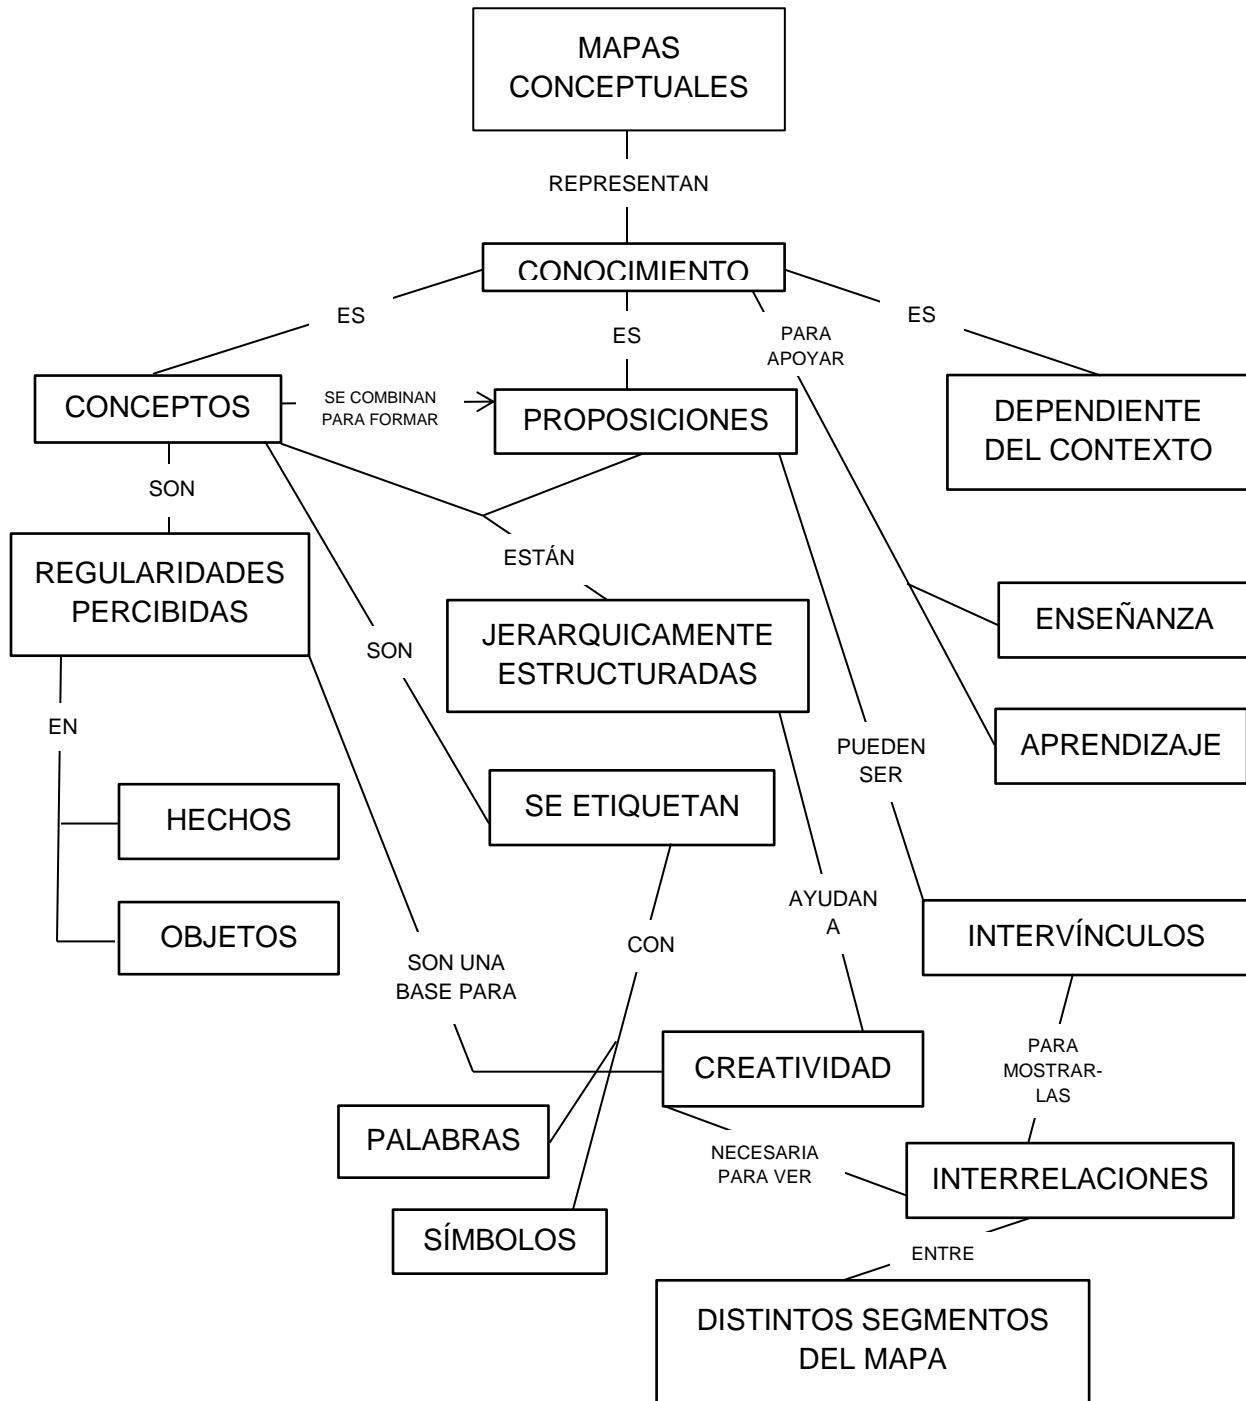 MAPAS
CONCEPTUALES
REPRESENTAN
CONOCIMIENTO
ES
ES
PARA
APOYAR
ES
CONCEPTOS
SE COMBINAN
PARA FORMAR
PROPOSICIONES
DEPENDIENTE
DEL CONTEXTO
SON
REGULARIDADES
PERCIBIDAS
ESTÁN
ENSEÑANZA
SON
JERARQUICAMENTE
ESTRUCTURADAS
EN
PUEDEN
SER
APRENDIZAJE
HECHOS
SE ETIQUETAN
OBJETOS
SON UNA
BASE PARA
CON
AYUDAN
A
INTERVÍNCULOS
CREATIVIDAD
PARA
MOSTRAR-
LAS
PALABRAS
NECESARIA
PARA VER
INTERRELACIONES
SÍMBOLOS
ENTRE
DISTINTOS SEGMENTOS
DEL MAPA